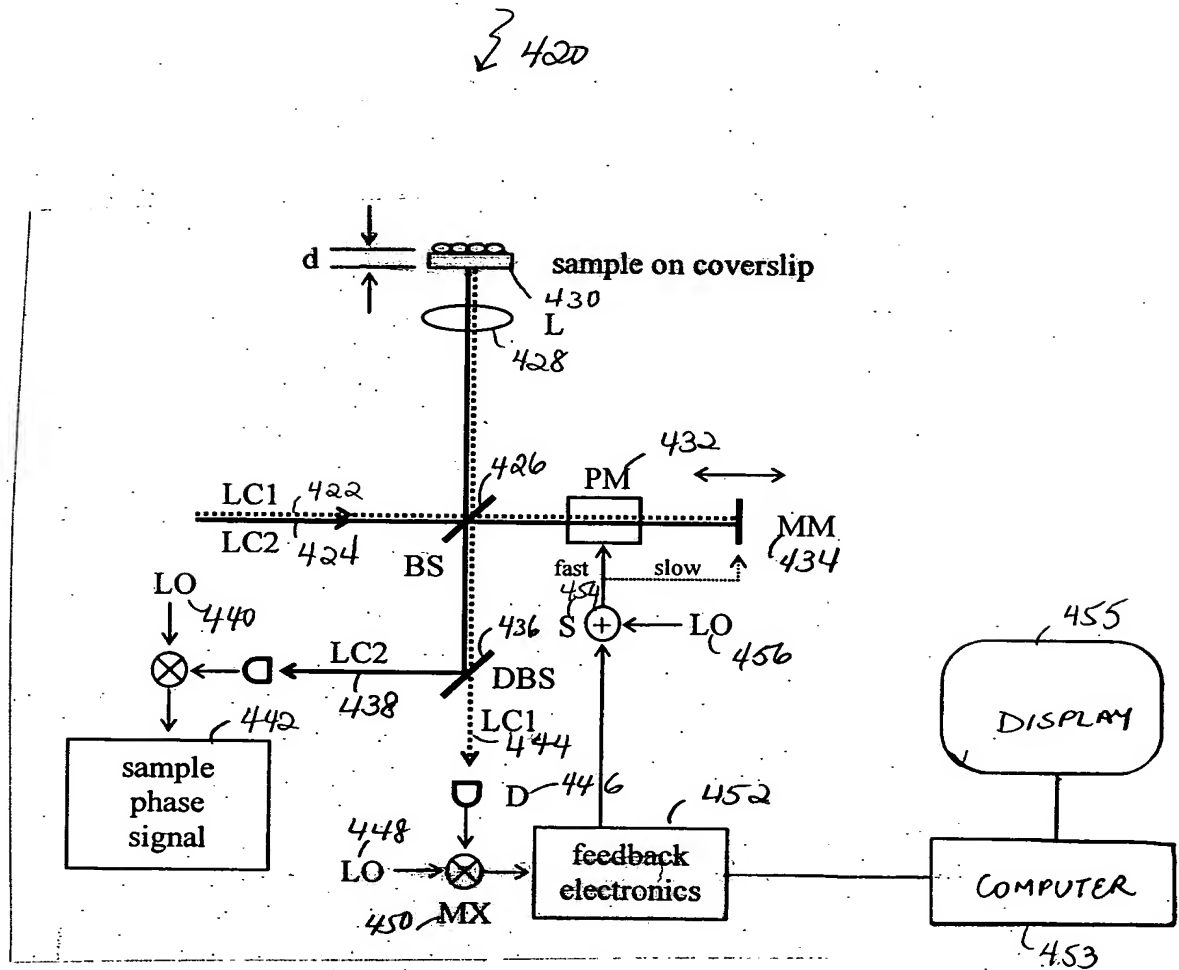 420
d
sample on coverslip
430
L
428
432
PM
426
LC1 422
LC2 424
BS
MM
434
fast
slow
454
S
+
LO
456
LO
440
436
LC2
438
DBS
LC1
444
442
sample
phase
signal
D 446
452
448
LO
feedback
electronics
450 MX
455
DISPLAY
COMPUTER
453